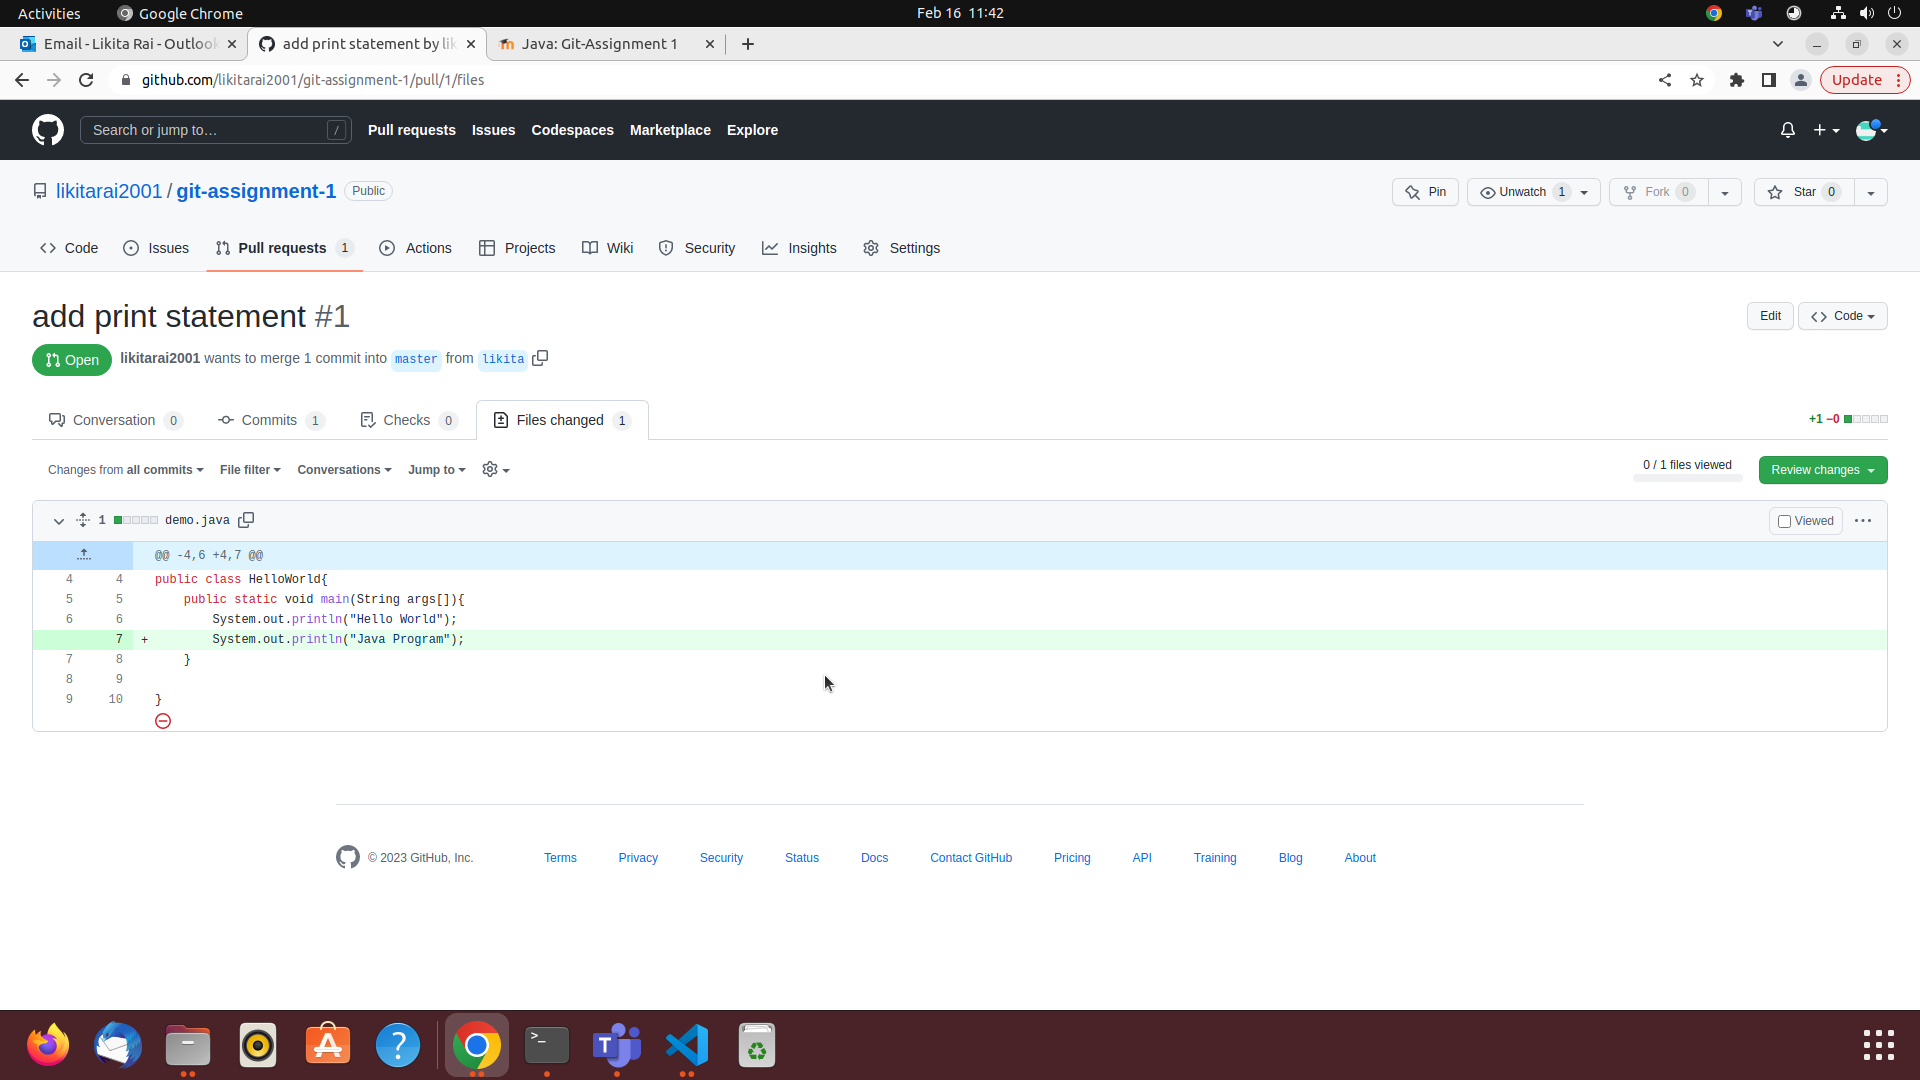 Activities Google Chrome Feb 16 11:42
Email - Likita Rai - Outlook add print statement by lik Java: Git-Assignment 1
github.com/likitarai2001/git-assignment-1/pull/1/files Update
Search or jump to… / Pull requests Issues Codespaces Marketplace Explore
likitarai2001 / git-assignment-1 Public Pin Unwatch 1 Fork 0 Star 0
Code Issues Pull requests 1 Actions Projects Wiki Security Insights Settings
add print statement #1 Edit Code
Open likitarai2001 wants to merge 1 commit into master from likita
Conversation 0 Commits 1 Checks 0 Files changed 1 +1 −0
Changes from all commits File filter Conversations Jump to 0 / 1 files viewed Review changes
1 demo.java Viewed
@@ -4,6 +4,7 @@
4 4 public class HelloWorld{
5 5 public static void main(String args[]){
6 6 System.out.println("Hello World");
7 + System.out.println("Java Program");
7 8 }
8 9
9 10 }
© 2023 GitHub, Inc. Terms Privacy Security Status Docs Contact GitHub Pricing API Training Blog About